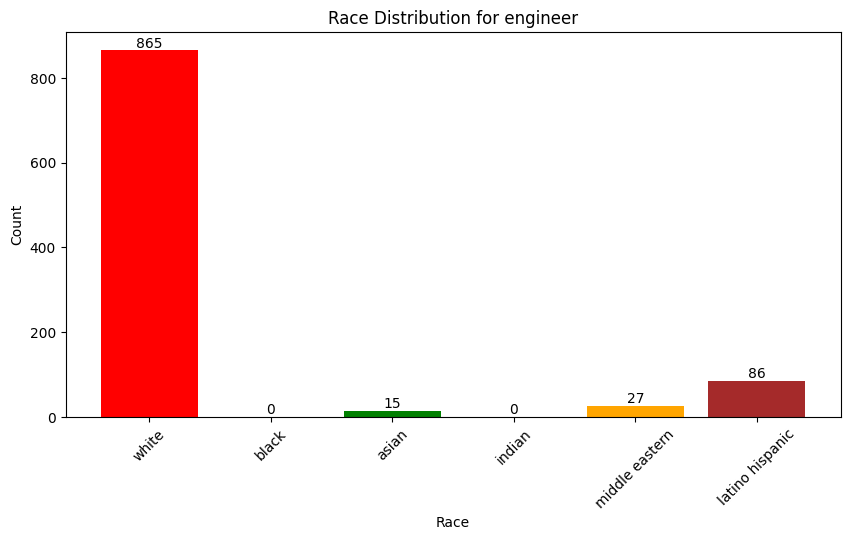 Race Distribution for engineer
Count
800
600
400
200
0
865
0
15
0
27
86
white
black
asian
indian
middle eastern
latino hispanic
Race